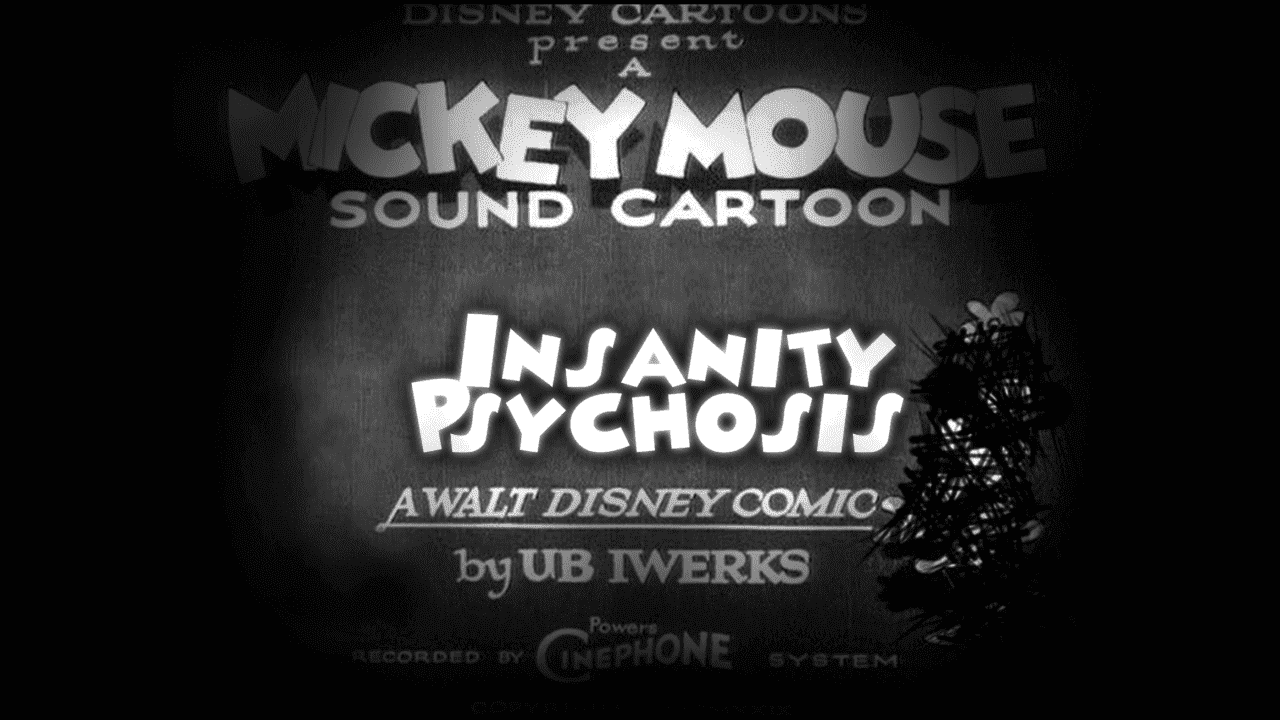 DISNEY CARTOONS
present
A
MICKEY MOUSE
SOUND CARTOON
INSANITY
PSYCHOSIS
A WALT DISNEY COMIC
by UB IWERKS
Powers
RECORDED BY CINEPHONE SYSTEM